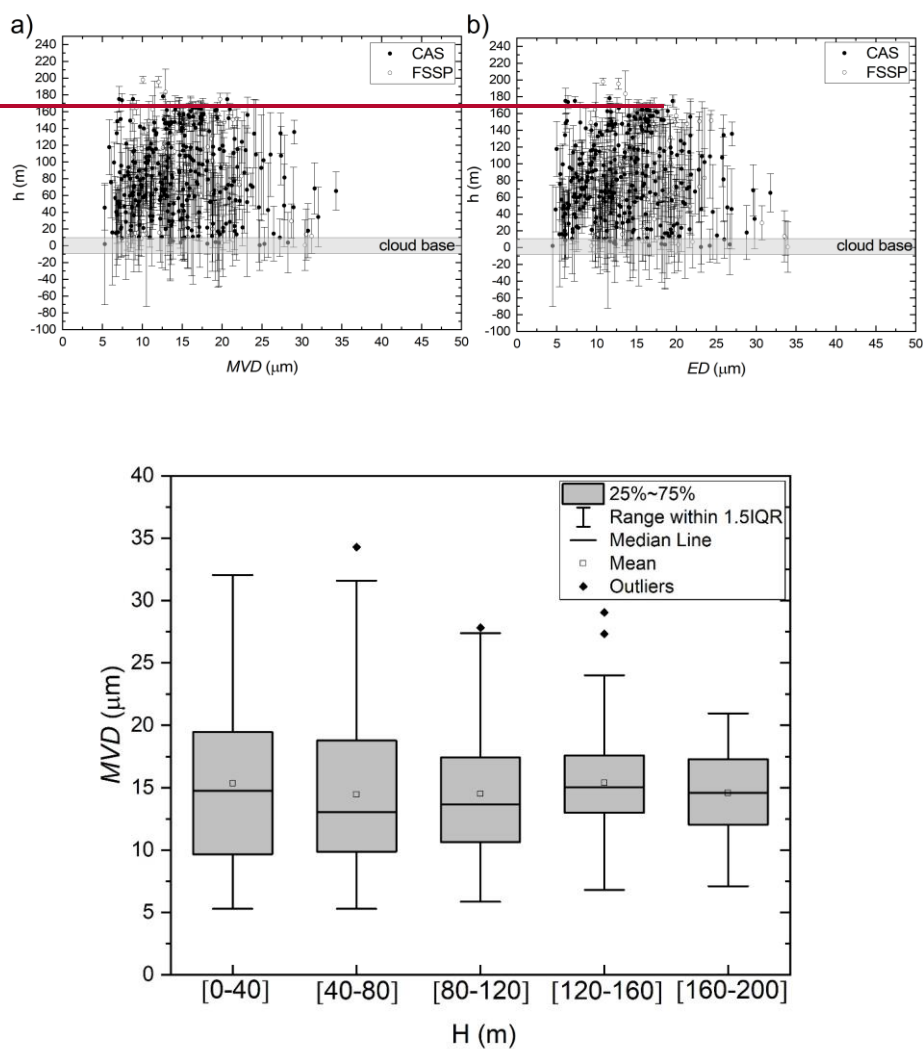 a)
b)
240
220
200
180
160
140
120
100
80
60
40
20
0
-20
-40
-60
-80
-100
h (m)
CAS
FSSP
cloud base
0 5 10 15 20 25 30 35 40 45 50
MVD (μm)
240
220
200
180
160
140
120
100
80
60
40
20
0
-20
-40
-60
-80
-100
h (m)
CAS
FSSP
cloud base
0 5 10 15 20 25 30 35 40 45 50
ED (μm)
40
35
30
25
20
15
10
5
0
MVD (μm)
25%~75%
Range within 1.5IQR
Median Line
Mean
Outliers
[0-40] [40-80] [80-120] [120-160] [160-200]
H (m)